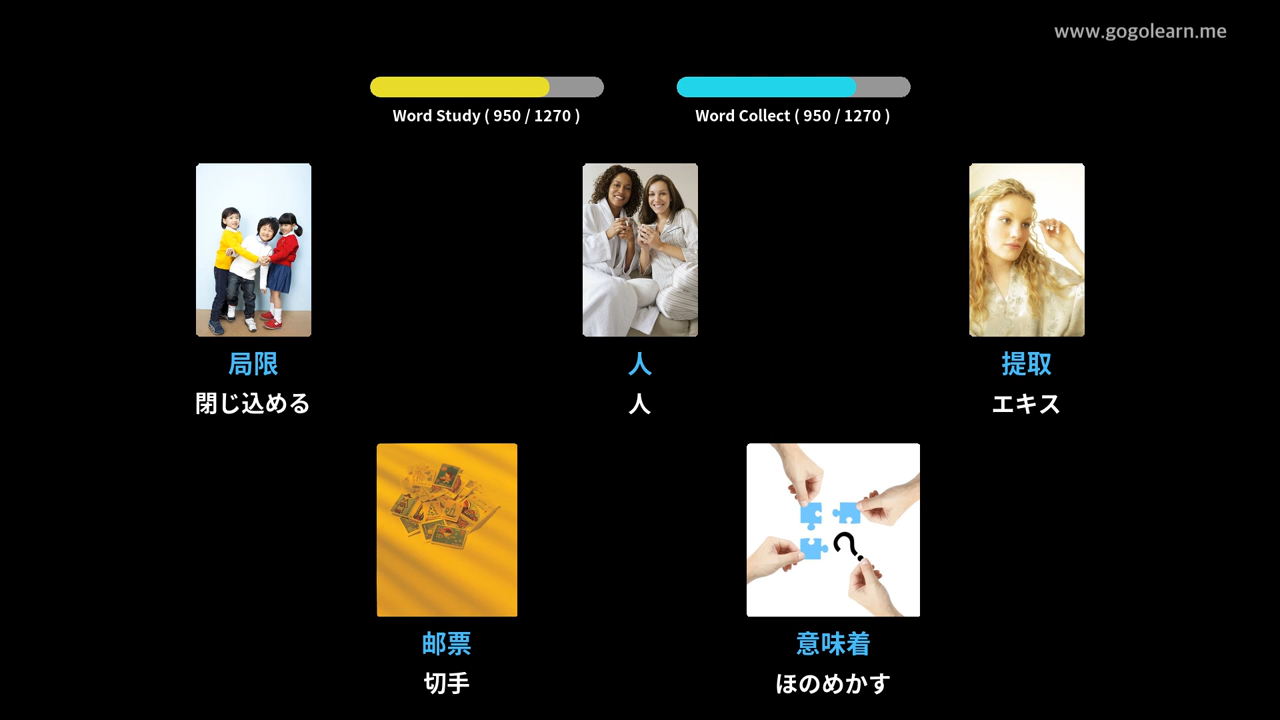 www.gogolearn.me
Word Study ( 950 / 1270 )
Word Collect ( 950 / 1270 )
局限
閉じ込める
人
人
提取
エキス
邮票
切手
意味着
ほのめかす